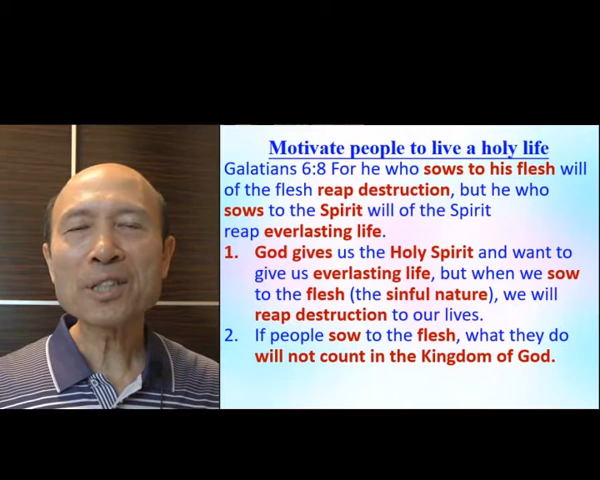 Motivate people to live a holy life
Galatians 6:8 For he who sows to his flesh will
of the flesh reap destruction, but he who
sows to the Spirit will of the Spirit
reap everlasting life.
1. God gives us the Holy Spirit and want to
give us everlasting life, but when we sow
to the flesh (the sinful nature), we will
reap destruction to our lives.
2. If people sow to the flesh, what they do
will not count in the Kingdom of God.